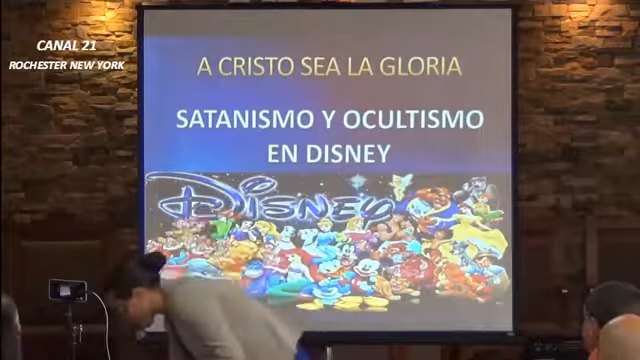 CANAL 21
ROCHESTER NEW YORK
A CRISTO SEA LA GLORIA
SATANISMO Y OCULTISMO
EN DISNEY
DISNEY